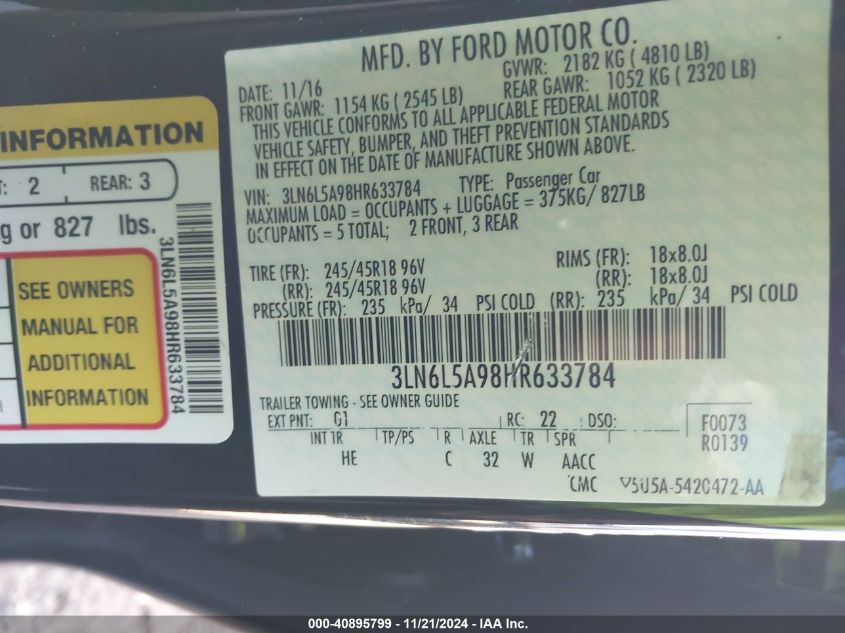 INFORMATION
T: 2 REAR: 3
g or 827 lbs.
SEE OWNERS
MANUAL FOR
ADDITIONAL
INFORMATION
3LN6L5A98HR633784
MFD. BY FORD MOTOR CO.
DATE: 11/16 GVWR: 2182 KG ( 4810 LB)
FRONT GAWR: 1154 KG ( 2545 LB) REAR GAWR: 1052 KG ( 2320 LB)
THIS VEHICLE CONFORMS TO ALL APPLICABLE FEDERAL MOTOR
VEHICLE SAFETY, BUMPER, AND THEFT PREVENTION STANDARDS
IN EFFECT ON THE DATE OF MANUFACTURE SHOWN ABOVE.
VIN: 3LN6L5A98HR633784 TYPE: Passenger Car
MAXIMUM LOAD = OCCUPANTS + LUGGAGE = 375KG/ 827LB
OCCUPANTS = 5 TOTAL; 2 FRONT, 3 REAR
TIRE (FR): 245/45R18 96V RIMS (FR): 18x8.0J
(RR): 245/45R18 96V (RR): 18x8.0J
PRESSURE (FR): 235 kPa/ 34 PSI COLD (RR): 235 kPa/ 34 PSI COLD
3LN6L5A98HR633784
TRAILER TOWING - SEE OWNER GUIDE
EXT PNT: G1 RC: 22 DSO: F0073
INT TR TP/PS R AXLE TR SPR R0139
HE C 32 W AACC
CMC V5U5A-5420472-AA
000-40895799 - 11/21/2024 - IAA Inc.